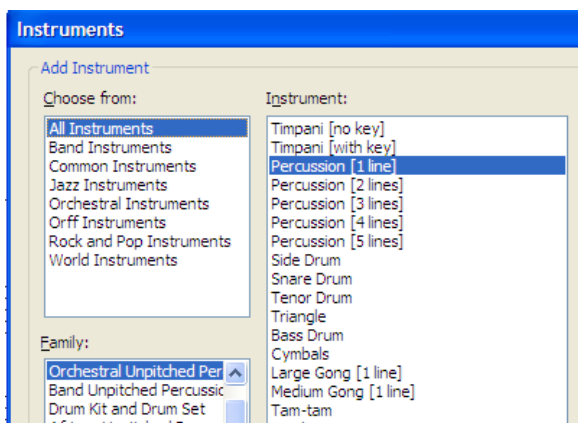 Instruments
Add Instrument
Choose from:
All Instruments
Band Instruments
Common Instruments
Jazz Instruments
Orchestral Instruments
Orff Instruments
Rock and Pop Instruments
World Instruments
Family:
Orchestral Unpitched Per
Band Unpitched Percussic
Drum Kit and Drum Set
Instrument:
Timpani [no key]
Timpani [with key]
Percussion [1 line]
Percussion [2 lines]
Percussion [3 lines]
Percussion [4 lines]
Percussion [5 lines]
Side Drum
Snare Drum
Tenor Drum
Triangle
Bass Drum
Cymbals
Large Gong [1 line]
Medium Gong [1 line]
Tam-tam